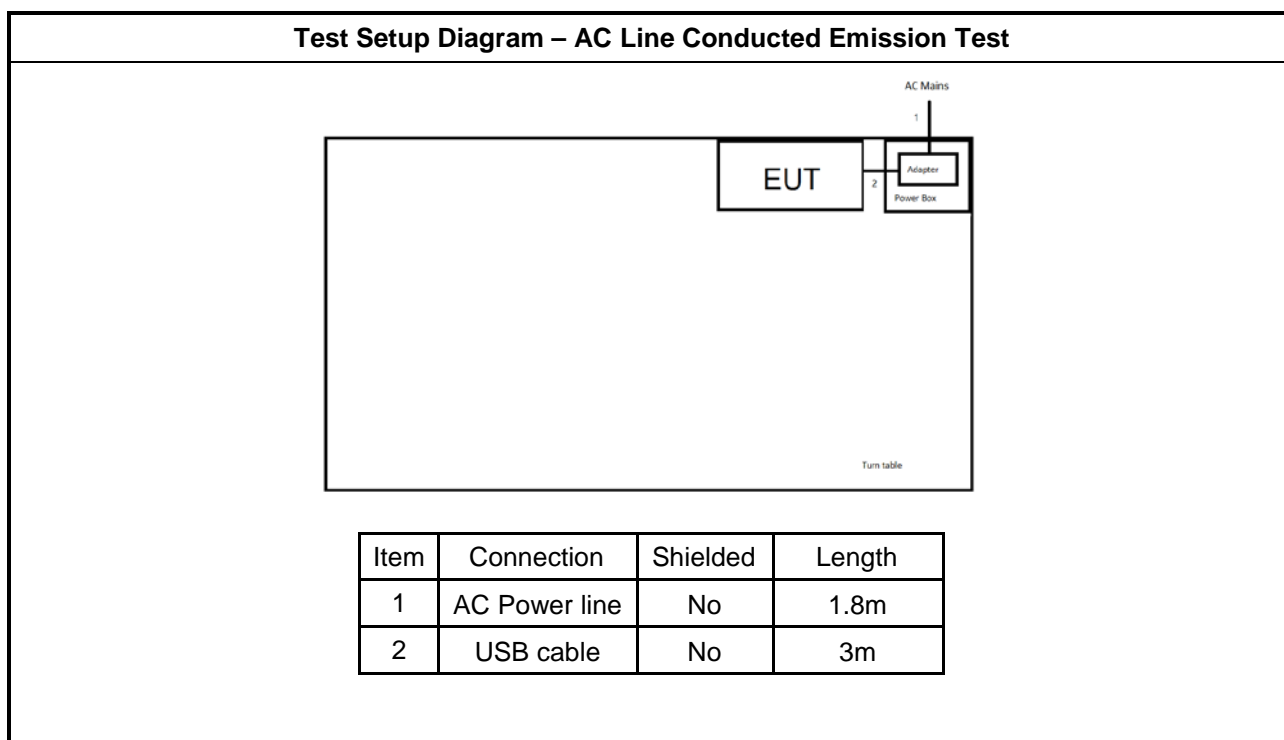 Test Setup Diagram – AC Line Conducted Emission Test
AC Mains
1
EUT
2
Adapter
Power Box
Turn table
Item Connection Shielded Length
1 AC Power line No 1.8m
2 USB cable No 3m